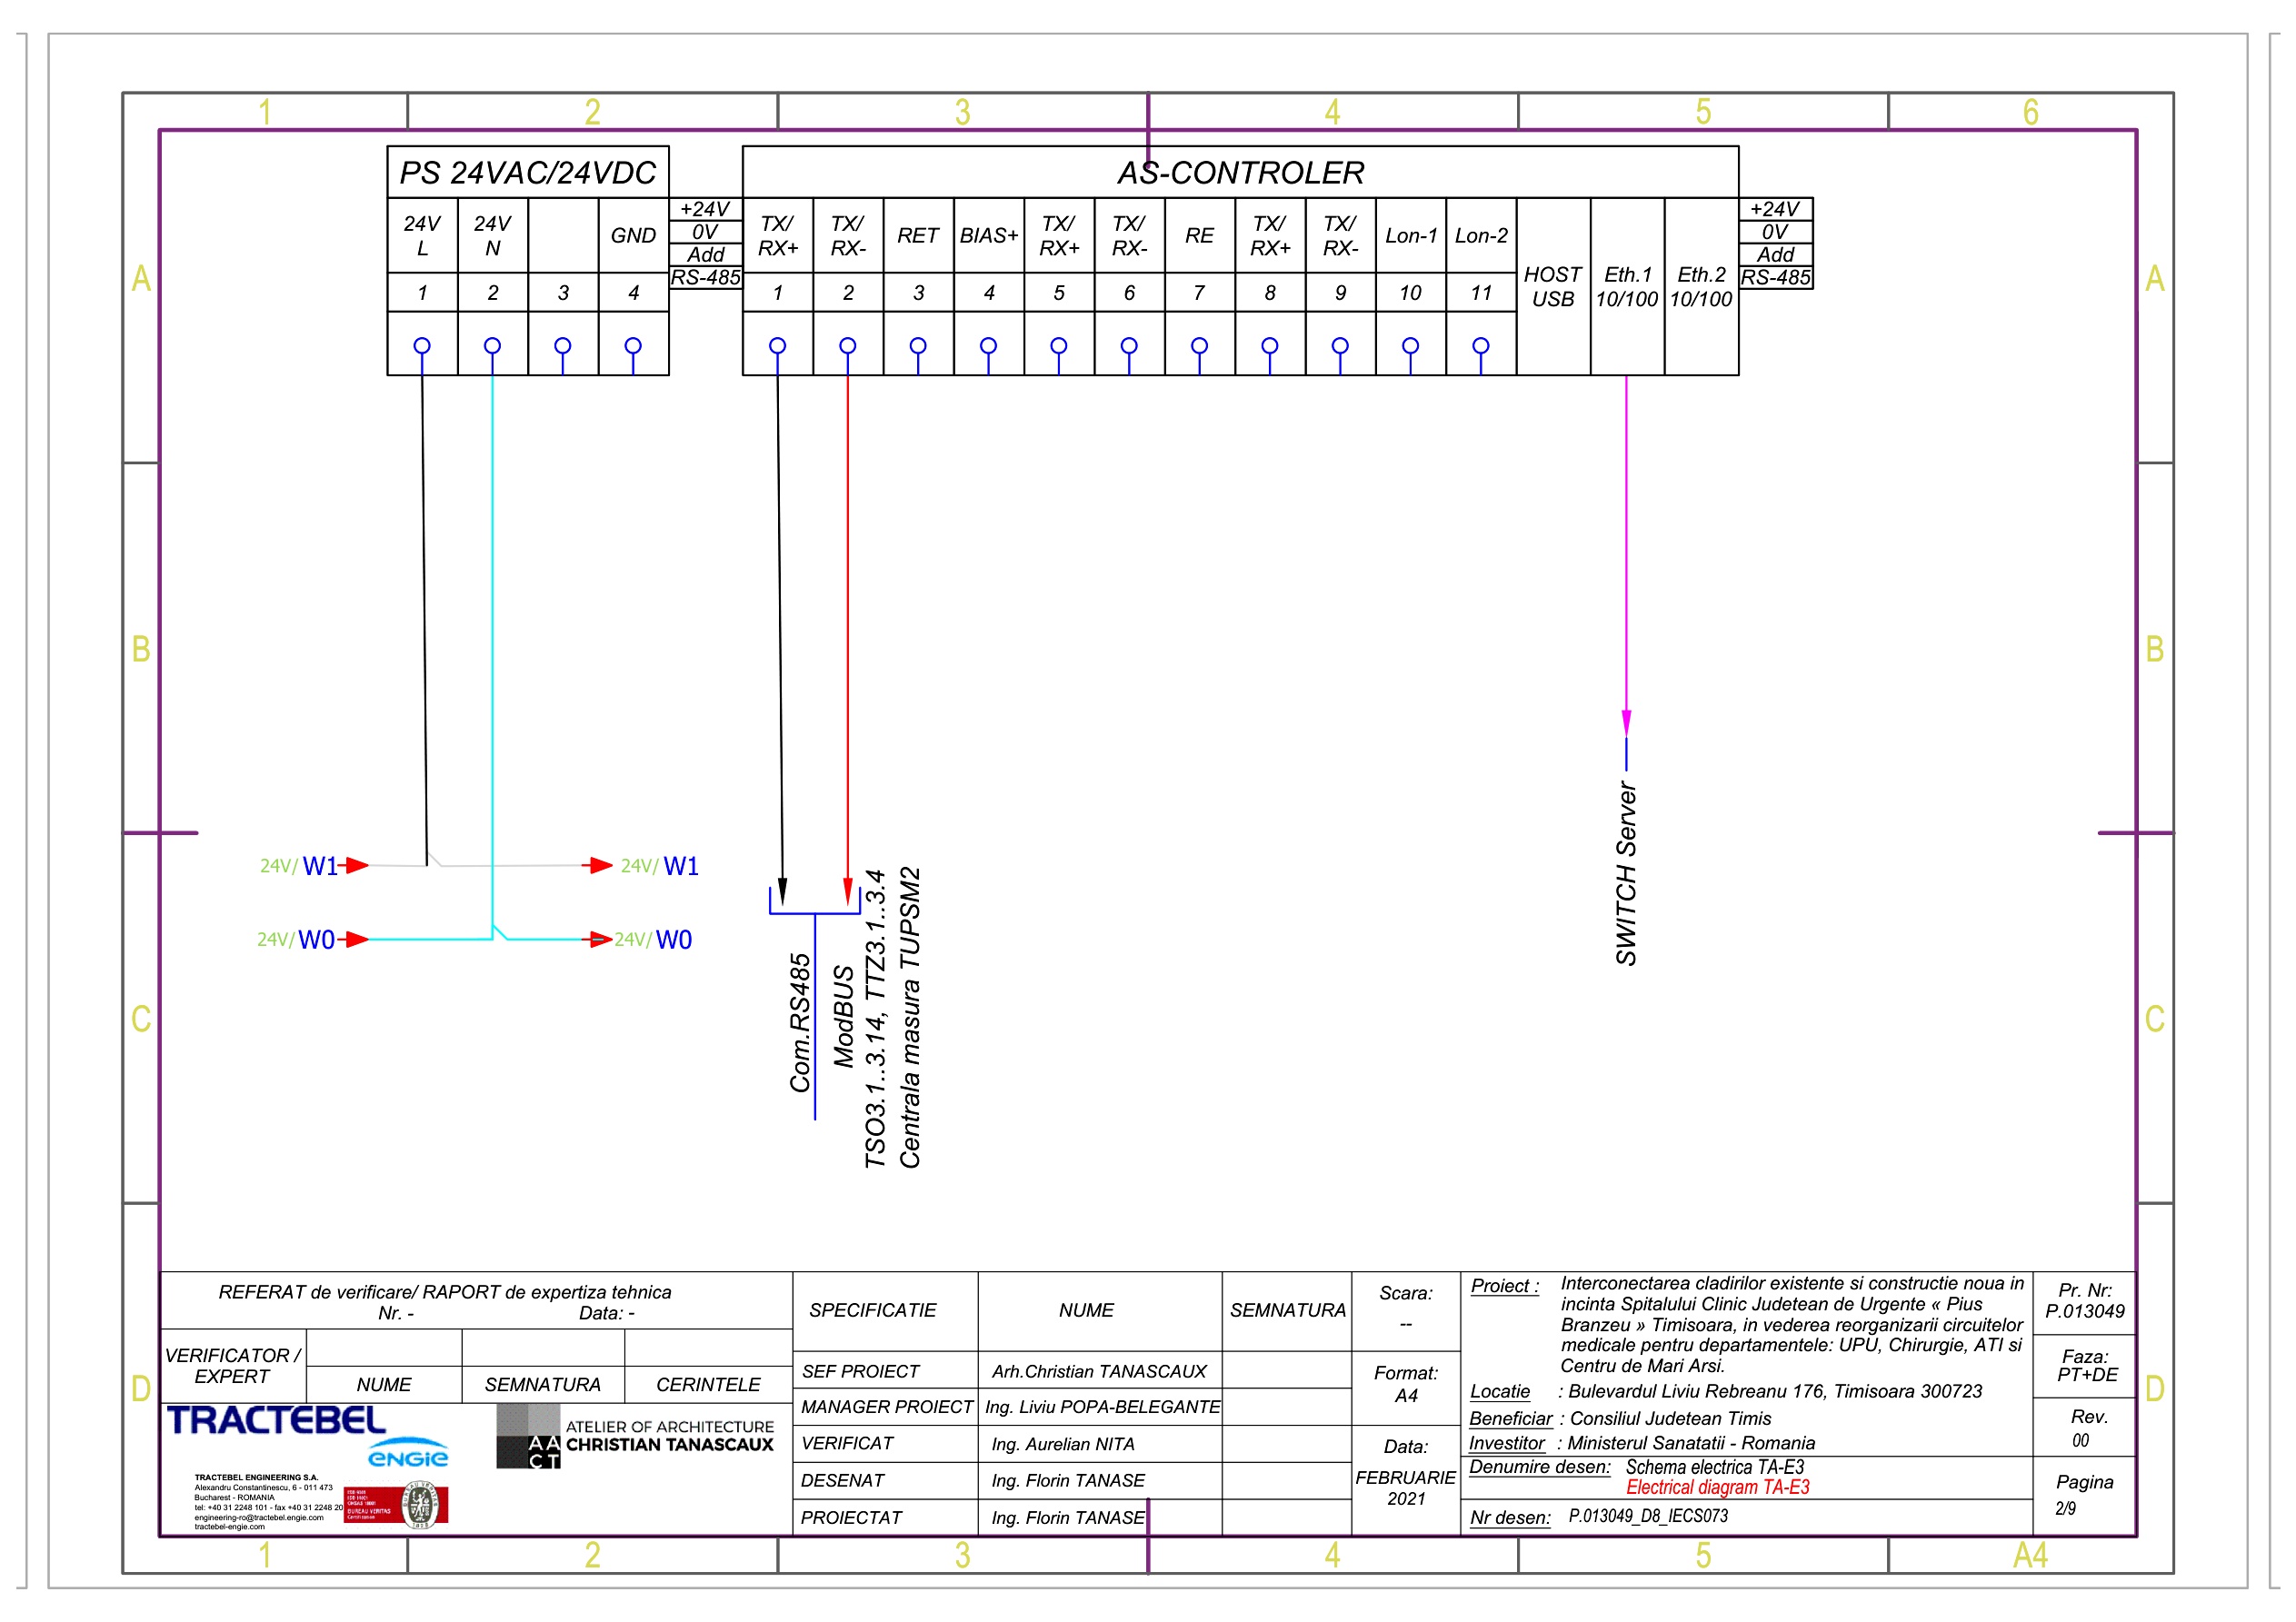 1 2 3 4 5 6
PS 24VAC/24VDC
AS-CONTROLER
24V L
24V N
GND
+24V
0V
Add
RS-485
TX/ RX+
TX/ RX-
RET
BIAS+
TX/ RX+
TX/ RX-
RE
TX/ RX+
TX/ RX-
Lon-1
Lon-2
HOST USB
Eth.1 10/100
Eth.2 10/100
+24V
0V
Add
RS-485
1 2 3 4
1 2 3 4 5 6 7 8 9 10 11
A
A
B
B
24V/ W1
24V/ W1
24V/ W0
24V/ W0
Com.RS485
ModBUS
TSO3.1..3.14, TTZ3.1..3.4
Centrala masura TUPSM2
SWITCH Server
C
C
D
D
REFERAT de verificare/ RAPORT de expertiza tehnica
Nr. - Data: -
VERIFICATOR /
EXPERT
NUME SEMNATURA CERINTELE
TRACTEBEL
ENGIE
TRACTEBEL ENGINEERING S.A.
Alexandru Constantinescu, 6 - 011 473
Bucharest - ROMANIA
tel: +40 31 2248 101 - fax +40 31 2248 20
engineering-ro@tractebel.engie.com
tractebel-engie.com
BUREAU VERITAS
AA
CT
ATELIER OF ARCHITECTURE
CHRISTIAN TANASCAUX
SPECIFICATIE NUME SEMNATURA
SEF PROIECT Arh.Christian TANASCAUX
MANAGER PROIECT Ing. Liviu POPA-BELEGANTE
VERIFICAT Ing. Aurelian NITA
DESENAT Ing. Florin TANASE
PROIECTAT Ing. Florin TANASE
Scara:
--
Format:
A4
Data:
FEBRUARIE
2021
Proiect : Interconectarea cladirilor existente si constructie noua in
incinta Spitalului Clinic Judetean de Urgente « Pius
Branzeu » Timisoara, in vederea reorganizarii circuitelor
medicale pentru departamentele: UPU, Chirurgie, ATI si
Centru de Mari Arsi.
Locatie : Bulevardul Liviu Rebreanu 176, Timisoara 300723
Beneficiar : Consiliul Judetean Timis
Investitor : Ministerul Sanatatii - Romania
Denumire desen: Schema electrica TA-E3
Electrical diagram TA-E3
Nr desen: P.013049_D8_IECS073
Pr. Nr:
P.013049
Faza:
PT+DE
Rev.
00
Pagina
2/9
1 2 3 4 5 A4